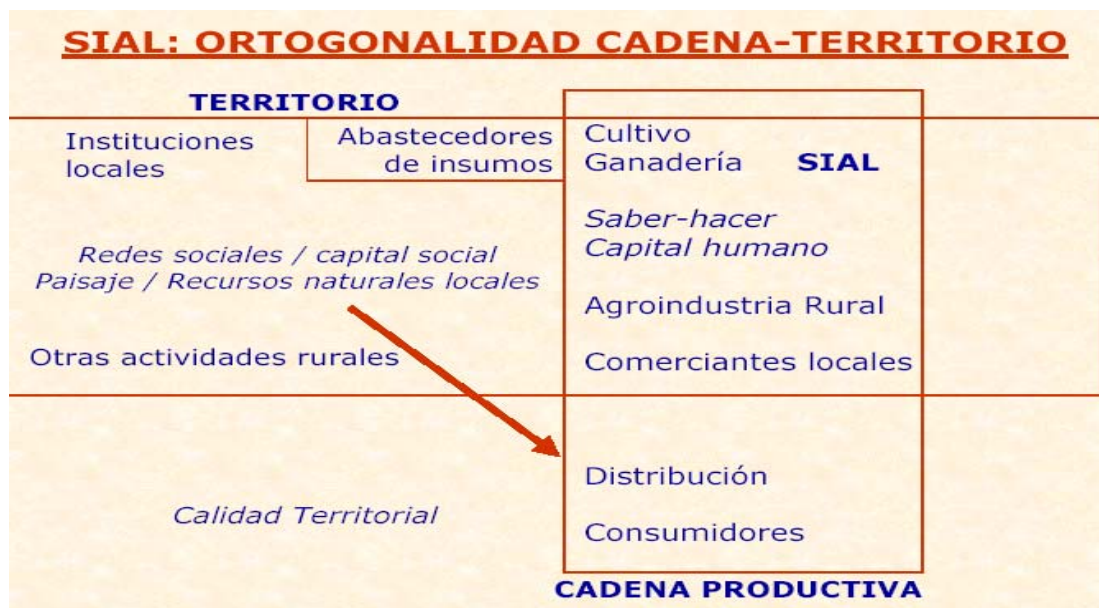 SIAL: ORTOGONALIDAD CADENA-TERRITORIO
TERRITORIO
Instituciones
locales
Abastecedores
de insumos
Cultivo
Ganadería SIAL
Saber-hacer
Capital humano
Redes sociales / capital social
Paisaje / Recursos naturales locales
Agroindustria Rural
Otras actividades rurales
Comerciantes locales
Distribución
Calidad Territorial
Consumidores
CADENA PRODUCTIVA